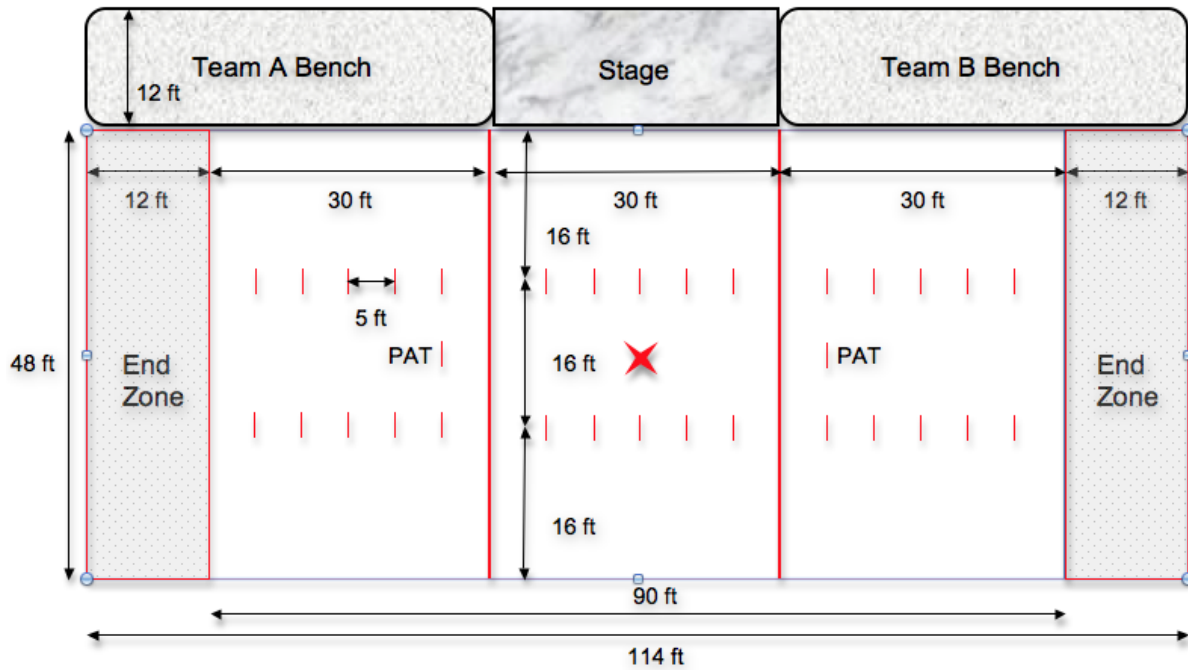 Team A Bench
Stage
Team B Bench
12 ft
12 ft
30 ft
30 ft
30 ft
12 ft
16 ft
5 ft
48 ft
End
Zone
PAT
16 ft
PAT
End
Zone
16 ft
90 ft
114 ft